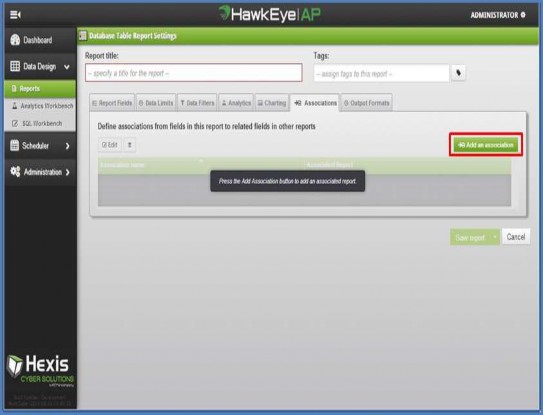 HawkEye AP
ADMINISTRATOR
Dashboard
Database Table Report Settings
Data Design
Reports
Analytics Workbench
SQL Workbench
Scheduler
Administration
Report title:
Tags:
-- specify a title for the report --
-- assign tags to this report --
Report Fields
Data Limits
Data Filters
Analytics
Charting
Associations
Output Formats
Define associations from fields in this report to related fields in other reports
Edit
Add an association
Association name
Associated Report
Press the Add Association button to add an associated report.
Save report
Cancel
Hexis
CYBER SOLUTIONS